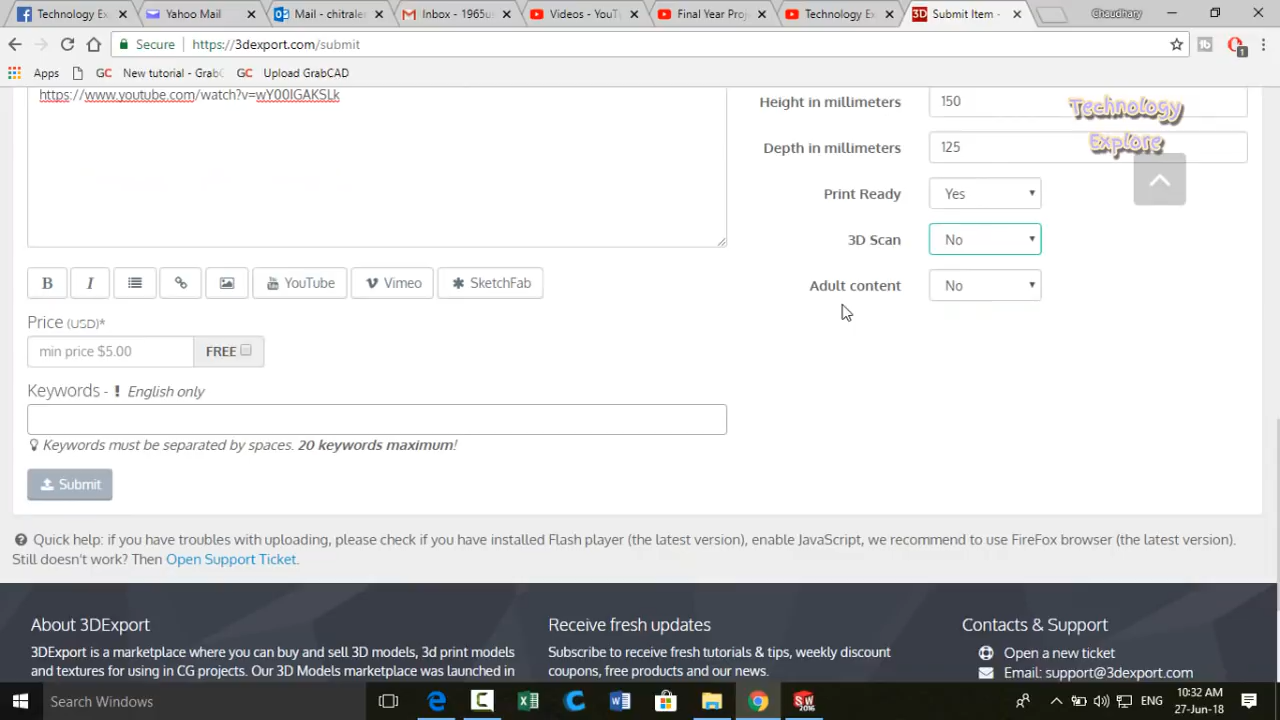 Technology Ex
Yahoo Mail
Mail - chitrale
Inbox - 1965u
Videos - YouT
Final Year Pro
Technology Ex
Submit Item -
Chaudhary
Secure
https://3dexport.com/submit
Apps
New tutorial - Grab
Upload GrabCAD
https://www.youtube.com/watch?v=wY00IGAKSLk
Height in millimeters
150
Technology
Explore
Depth in millimeters
125
Print Ready
Yes
3D Scan
No
B
I
YouTube
Vimeo
SketchFab
Adult content
No
Price (USD)*
min price $5.00
FREE
Keywords - ! English only
Keywords must be separated by spaces. 20 keywords maximum!
Submit
Quick help: if you have troubles with uploading, please check if you have installed Flash player (the latest version), enable JavaScript, we recommend to use FireFox browser (the latest version).
Still doesn't work? Then Open Support Ticket.
About 3DExport
3DExport is a marketplace where you can buy and sell 3D models, 3d print models
and textures for using in CG projects. Our 3D Models marketplace was launched in
Receive fresh updates
Subscribe to receive fresh tutorials & tips, weekly discount
coupons, free products and our news.
Contacts & Support
Open a new ticket
Email: support@3dexport.com
Search Windows
ENG
10:32 AM
27-Jun-18